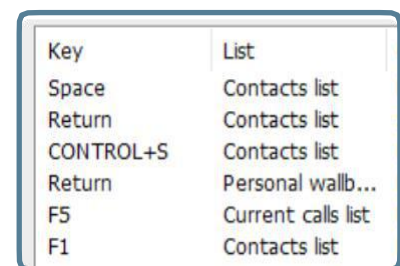 Key List
Space Contacts list
Return Contacts list
CONTROL+S Contacts list
Return Personal wallb...
F5 Current calls list
F1 Contacts list